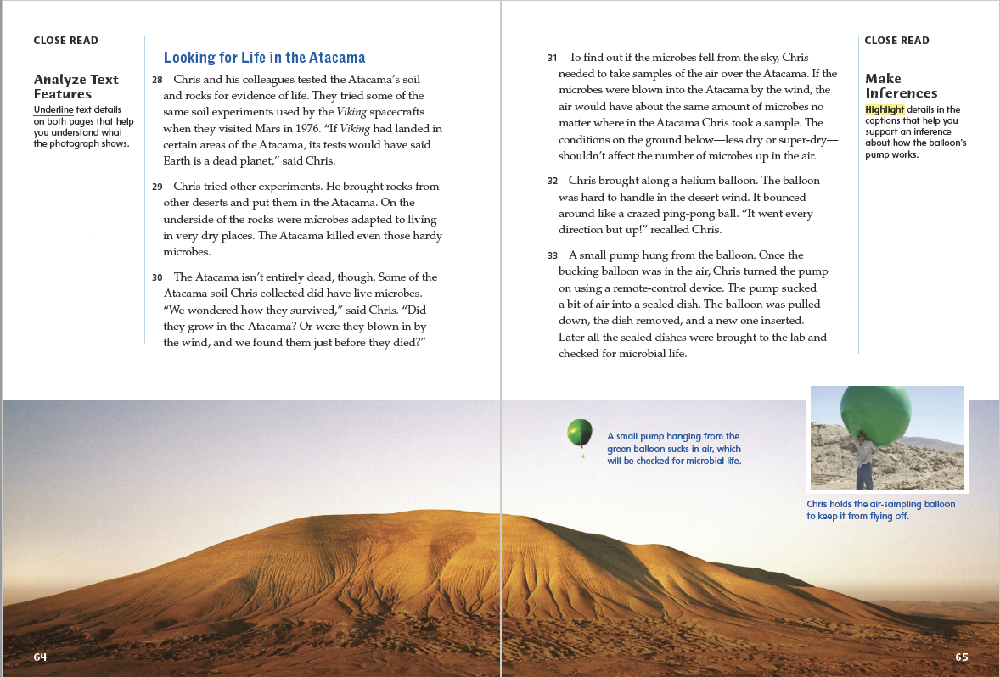 CLOSE READ
Analyze Text
Features
Underline text details
on both pages that help
you understand what
the photograph shows.
Looking for Life in the Atacama
28 Chris and his colleagues tested the Atacama’s soil
and rocks for evidence of life. They tried some of the
same soil experiments used by the Viking spacecrafts
when they visited Mars in 1976. “If Viking had landed in
certain areas of the Atacama, its tests would have said
Earth is a dead planet,” said Chris.
29 Chris tried other experiments. He brought rocks from
other deserts and put them in the Atacama. On the
underside of the rocks were microbes adapted to living
in very dry places. The Atacama killed even those hardy
microbes.
30 The Atacama isn’t entirely dead, though. Some of the
Atacama soil Chris collected did have live microbes.
“We wondered how they survived,” said Chris. “Did
they grow in the Atacama? Or were they blown in by
the wind, and we found them just before they died?”
64
31 To find out if the microbes fell from the sky, Chris
needed to take samples of the air over the Atacama. If the
microbes were blown into the Atacama by the wind, the
air would have about the same amount of microbes no
matter where in the Atacama Chris took a sample. The
conditions on the ground below—less dry or super-dry—
shouldn’t affect the number of microbes up in the air.
32 Chris brought along a helium balloon. The balloon
was hard to handle in the desert wind. It bounced
around like a crazed ping-pong ball. “It went every
direction but up!” recalled Chris.
33 A small pump hung from the balloon. Once the
bucking balloon was in the air, Chris turned the pump
on using a remote-control device. The pump sucked
a bit of air into a sealed dish. The balloon was pulled
down, the dish removed, and a new one inserted.
Later all the sealed dishes were brought to the lab and
checked for microbial life.
CLOSE READ
Make
Inferences
Highlight details in the
captions that help you
support an inference
about how the balloon’s
pump works.
A small pump hanging from the
green balloon sucks in air, which
will be checked for microbial life.
Chris holds the air-sampling balloon
to keep it from flying off.
65